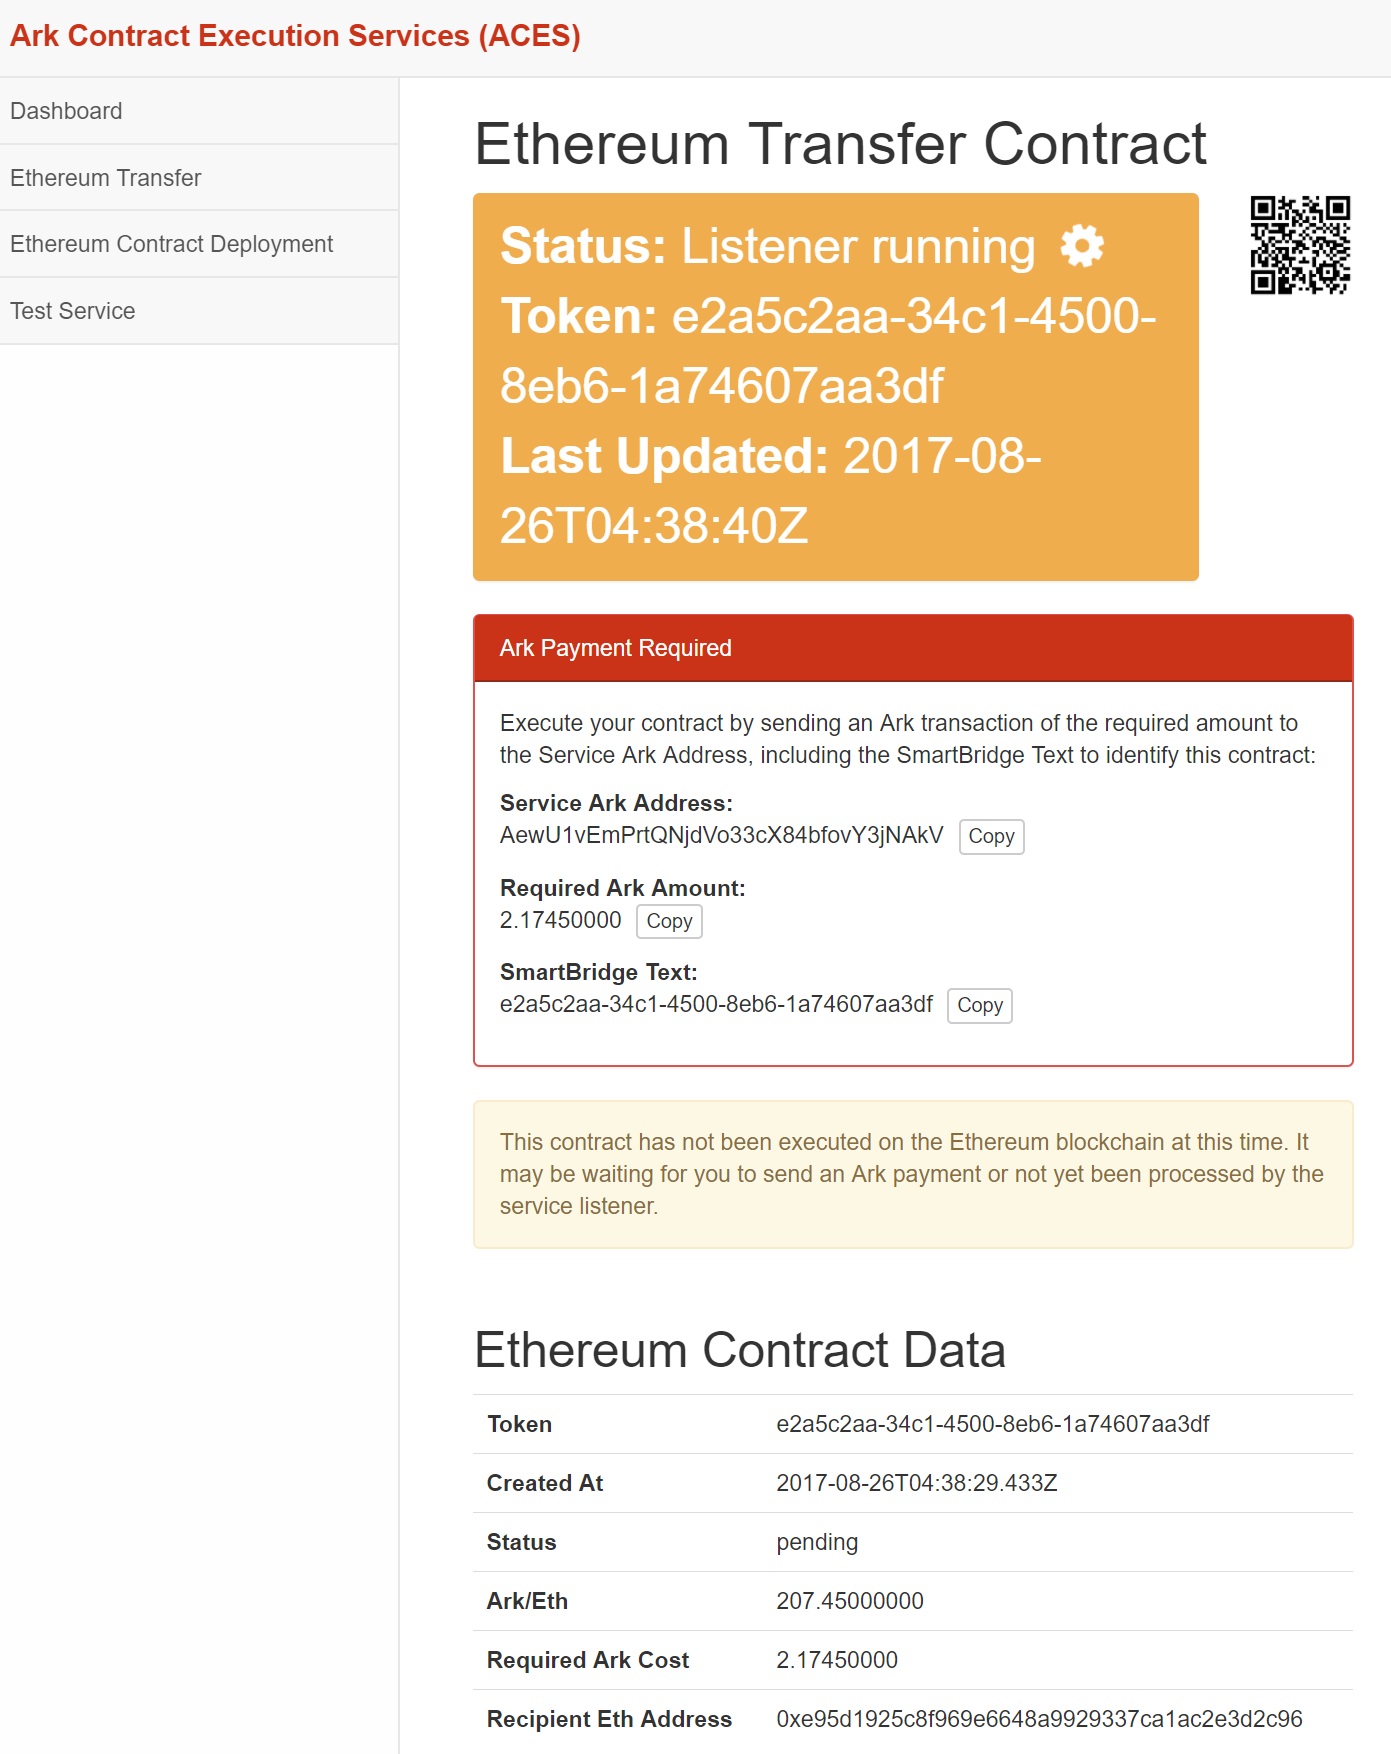 Ark Contract Execution Services (ACES)
Dashboard
Ethereum Transfer
Ethereum Contract Deployment
Test Service
Ethereum Transfer Contract
Status: Listener running
Token: e2a5c2aa-34c1-4500-
8eb6-1a74607aa3df
Last Updated: 2017-08-
26T04:38:40Z
Ark Payment Required
Execute your contract by sending an Ark transaction of the required amount to
the Service Ark Address, including the SmartBridge Text to identify this contract:
Service Ark Address:
AewU1vEmPrtQNjdVo33cX84bfovY3jNAkV Copy
Required Ark Amount:
2.17450000 Copy
SmartBridge Text:
e2a5c2aa-34c1-4500-8eb6-1a74607aa3df Copy
This contract has not been executed on the Ethereum blockchain at this time. It
may be waiting for you to send an Ark payment or not yet been processed by the
service listener.
Ethereum Contract Data
Token e2a5c2aa-34c1-4500-8eb6-1a74607aa3df
Created At 2017-08-26T04:38:29.433Z
Status pending
Ark/Eth 207.45000000
Required Ark Cost 2.17450000
Recipient Eth Address 0xe95d1925c8f969e6648a9929337ca1ac2e3d2c96